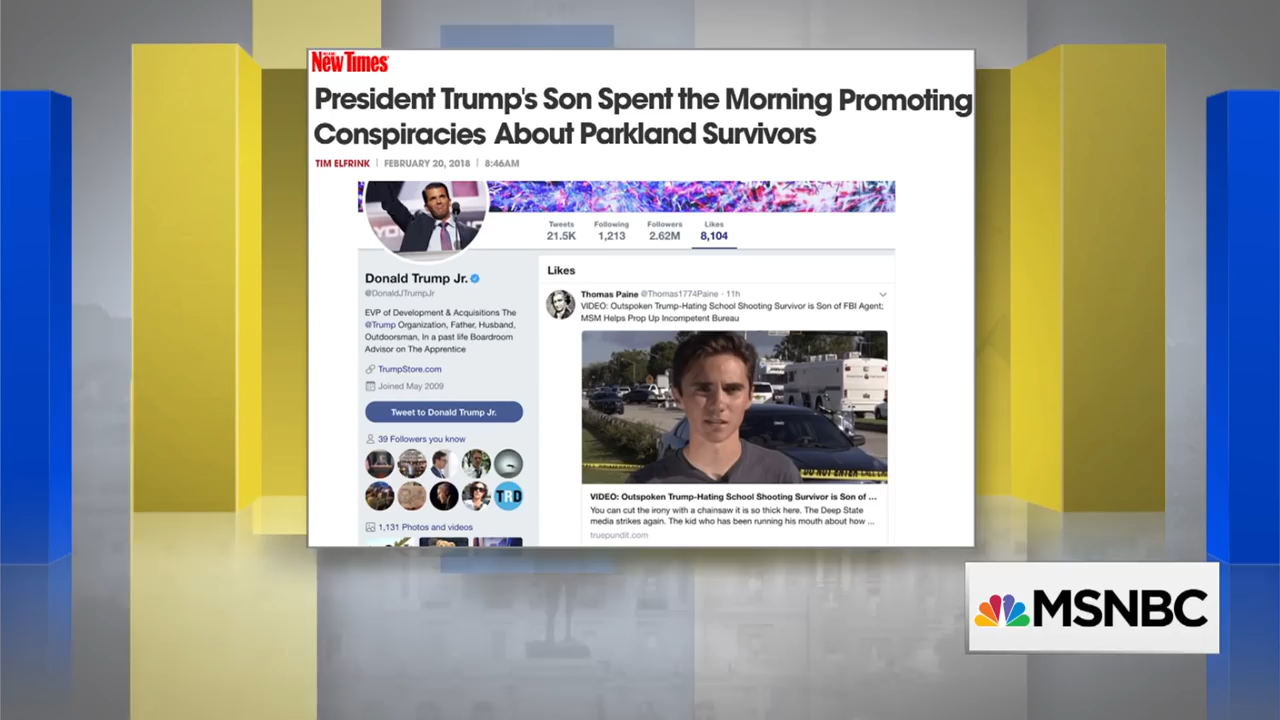 MIAMI
New Times
President Trump's Son Spent the Morning Promoting
Conspiracies About Parkland Survivors
TIM ELFRINK | FEBRUARY 20, 2018 | 8:46AM
Tweets Following Followers Likes
21.5K 1,213 2.62M 8,104
Donald Trump Jr.
@DonaldJTrumpJr
EVP of Development & Acquisitions The
@Trump Organization, Father, Husband,
Outdoorsman, In a past life Boardroom
Advisor on The Apprentice
TrumpStore.com
Joined May 2009
Tweet to Donald Trump Jr.
39 Followers you know
TRD
1,131 Photos and videos
Likes
Thomas Paine @Thomas1774Paine · 11h
VIDEO: Outspoken Trump-Hating School Shooting Survivor is Son of FBI Agent;
MSM Helps Prop Up Incompetent Bureau
DO NOT ENTER
VIDEO: Outspoken Trump-Hating School Shooting Survivor is Son of ...
You can cut the irony with a chainsaw it is so thick here. The Deep State
media strikes again. The kid who has been running his mouth about how ...
truepundit.com
MSNBC